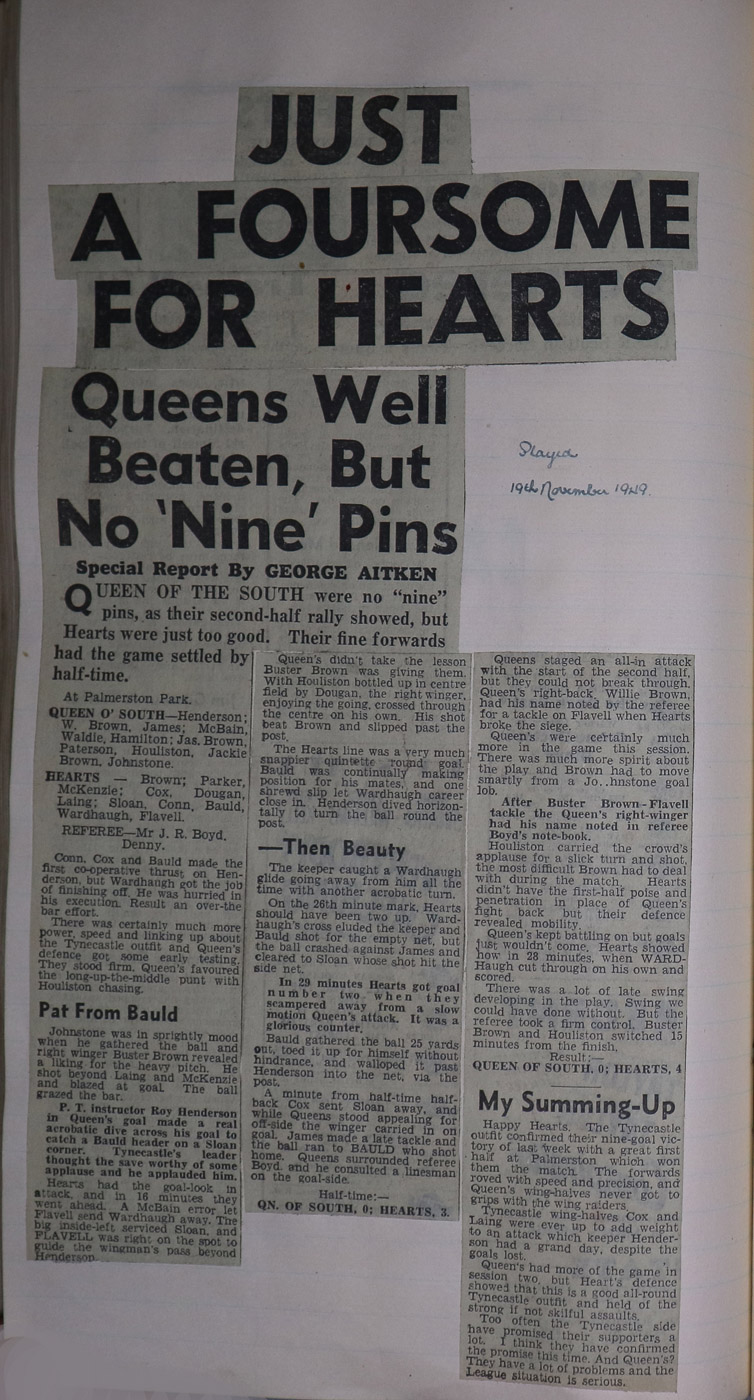 JUST
A FOURSOME
FOR HEARTS
Queens Well
Beaten, But
No 'Nine' Pins
Played
19th November 1949.
Special Report By GEORGE AITKEN
QUEEN OF THE SOUTH were no "nine"
pins, as their second-half rally showed, but
Hearts were just too good. Their fine forwards
had the game settled by
half-time.
At Palmerston Park.
QUEEN O' SOUTH—Henderson;
W. Brown, James; McBain,
Waldie, Hamilton; Jas. Brown,
Paterson, Houliston, Jackie
Brown, Johnstone.
HEARTS — Brown; Parker,
McKenzie; Cox, Dougan,
Laing; Sloan, Conn, Bauld,
Wardhaugh, Flavell.
REFEREE—Mr J. R. Boyd.
Denny.
Conn, Cox and Bauld made the
first co-operative thrust on Hen-
derson, but Wardhaugh got the job
of finishing off. He was hurried in
his execution. Result an over-the-
bar effort.
There was certainly much more
power, speed and linking up about
the Tynecastle outfit and Queen's
defence got some early testing.
They stood firm. Queen's favoured
the long-up-the-middle punt with
Houliston chasing.
Pat From Bauld
Johnstone was in sprightly mood
when he gathered the ball and
right winger Buster Brown revealed
a liking for the heavy pitch. He
shot beyond Laing and McKenzie
and blazed at goal. The ball
grazed the bar.
P. T. instructor Roy Henderson
in Queen's goal made a real
acrobatic dive across his goal to
catch a Bauld header on a Sloan
corner. Tynecastle's leader
thought the save worthy of some
applause and he applauded him.
Hearts had the goal-look in
attack, and in 16 minutes they
went ahead. A McBain error let
Flavell send Wardhaugh away. The
big inside-left serviced Sloan, and
FLAVELL was right on the spot to
guide the wingman's pass beyond
Henderson.
Queen's didn't take the lesson
Buster Brown was giving them.
With Houliston bottled up in centre
field by Dougan, the right winger,
enjoying the going, crossed through
the centre on his own. His shot
beat Brown and slipped past the
post.
The Hearts line was a very much
snappier quintette round goal.
Bauld was continually making
position for his mates, and one
shrewd slip let Wardhaugh career
close in. Henderson dived horizon-
tally to turn the ball round the
post.
—Then Beauty
The keeper caught a Wardhaugh
glide going away from him all the
time with another acrobatic turn.
On the 26th minute mark, Hearts
should have been two up. Ward-
haugh's cross eluded the keeper and
Bauld shot for the empty net, but
the ball crashed against James and
cleared to Sloan whose shot hit the
side net.
In 29 minutes Hearts got goal
number two when they
scampered away from a slow
motion Queen's attack. It was a
glorious counter.
Bauld gathered the ball 25 yards
out, toed it up for himself without
hindrance, and walloped it past
Henderson into the net, via the
post.
A minute from half-time half-
back Cox sent Sloan away, and
while Queens stood appealing for
off-side the winger carried in on
goal. James made a late tackle and
the ball ran to BAULD who shot
home. Queens surrounded referee
Boyd, and he consulted a linesman
on the goal-side.
Half-time:—
QN. OF SOUTH, 0; HEARTS, 3.
Queens staged an all-in attack
with the start of the second half,
but they could not break through.
Queen's right-back, Willie Brown,
had his name noted by the referee
for a tackle on Flavell when Hearts
broke the siege.
Queen's were certainly much
more in the game this session.
There was much more spirit about
the play and Brown had to move
smartly from a Jo..hnstone goal
lob.
After Buster Brown-Flavell
tackle the Queen's right-winger
had his name noted in referee
Boyd's note-book.
Houliston carried the crowd's
applause for a slick turn and shot,
the most difficult Brown had to deal
with during the match. Hearts
didn't have the first-half poise and
penetration in place of Queen's
fight back but their defence
revealed mobility.
Queen's kept battling on but goals
just wouldn't come. Hearts showed
how in 28 minutes, when WARD-
HAUGH cut through on his own and
scored.
There was a lot of late swing
developing in the play. Swing we
could have done without. But the
referee took a firm control. Buster
Brown and Houliston switched 15
minutes from the finish.
Result:—
QUEEN OF SOUTH, 0; HEARTS, 4
My Summing-Up
Happy Hearts. The Tynecastle
outfit confirmed their nine-goal vic-
tory of last week with a great first
half at Palmerston which won
them the match. The forwards
roved with speed and precision, and
Queen's wing-halves never got to
grips with the wing raiders.
Tynecastle wing-halves Cox and
Laing were ever up to add weight
to an attack which keeper Hender-
son had a grand day, despite the
goals lost.
Queen's had more of the game in
session two, but Heart's defence
showed that this is a good all-round
Tynecastle outfit and held of the
strong if not skilful assaults.
Too often the Tynecastle side
have promised their supporters a
lot. I think they have confirmed
the promise this time. And Queen's?
They have a lot of problems and the
League situation is serious.